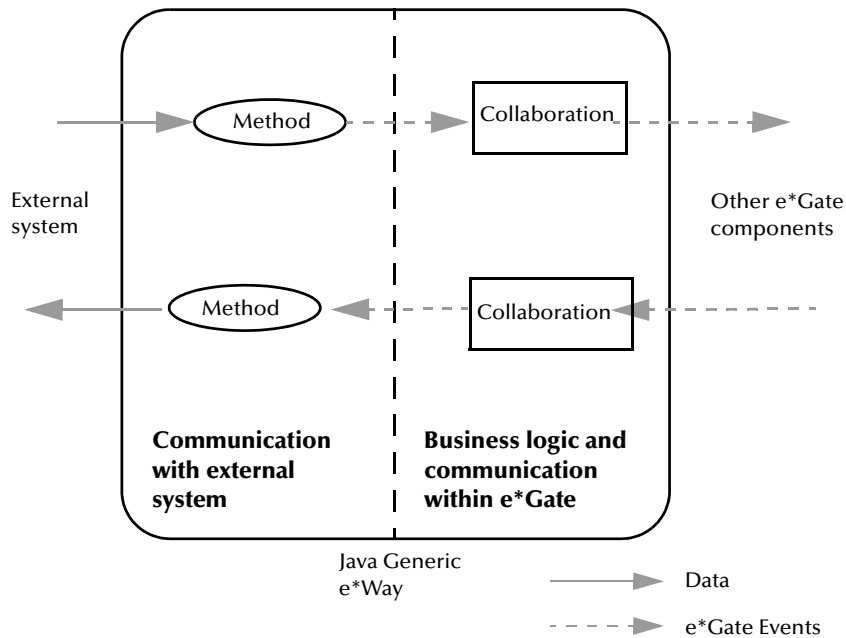 Method
Collaboration
External
system
Other e*Gate
components
Method
Collaboration
Communication
with external
system
Business logic and
communication
within e*Gate
Java Generic
e*Way
Data
e*Gate Events